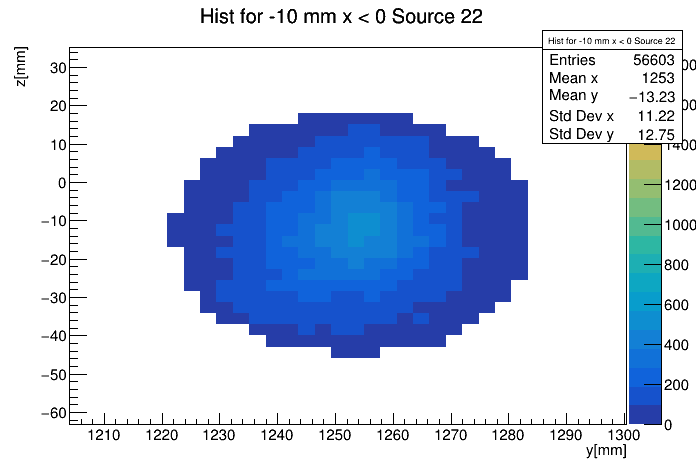 Hist for -10 mm x < 0 Source 22
z[mm]
30
20
10
0
−10
−20
−30
−40
−50
−60
1210 1220 1230 1240 1250 1260 1270 1280 1290 1300
y[mm]
Hist for -10 mm x < 0 Source 22
Entries 56603
Mean x 1253
Mean y −13.23
Std Dev x 11.22
Std Dev y 12.75
1400
1200
1000
800
600
400
200
0